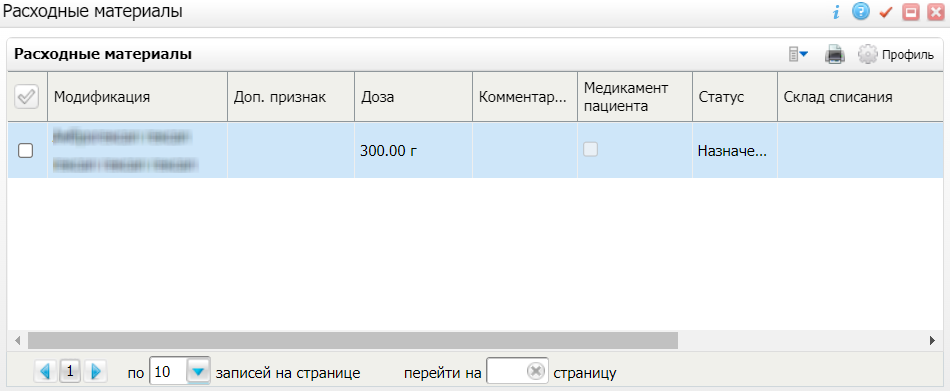 Расходные материалы
Расходные материалы
Профиль
Модификация Доп. признак Доза Комментар... Медикамент пациента Статус Склад списания
300.00 г Назначе...
1 по 10 записей на странице перейти на страницу